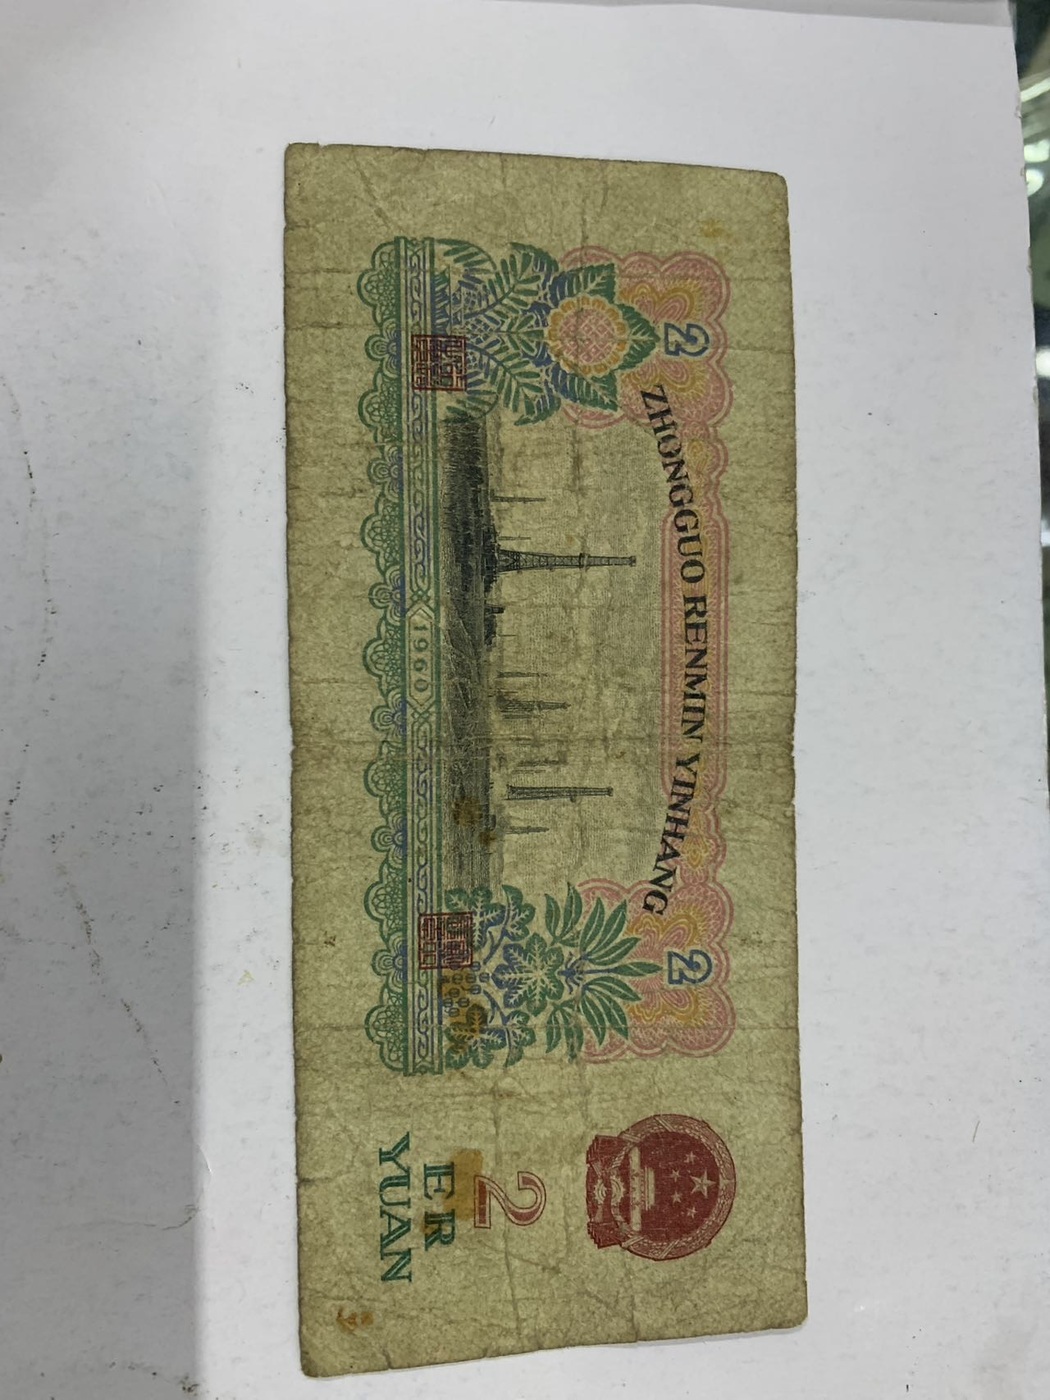 ZHONGGUO RENMIN YINHANG
2
2
1960
2
ER
YUAN